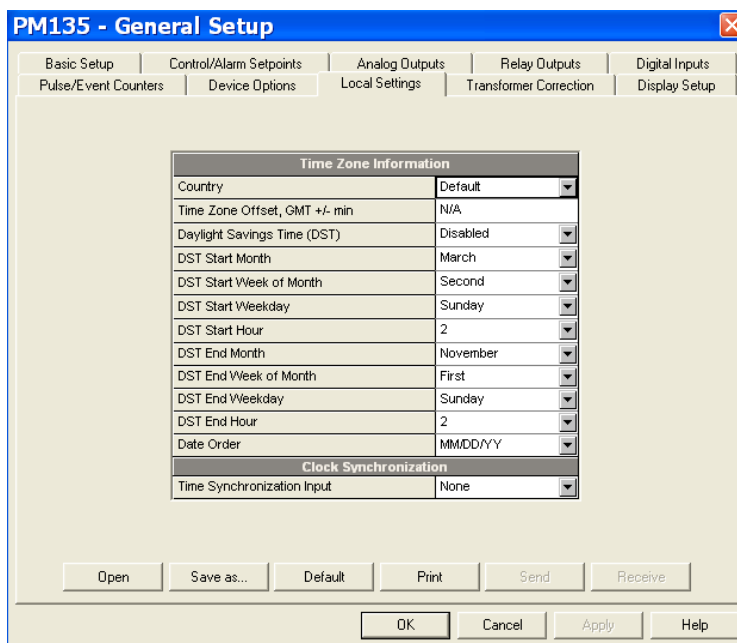 PM135 - General Setup
Basic Setup Control/Alarm Setpoints Analog Outputs Relay Outputs Digital Inputs
Pulse/Event Counters Device Options Local Settings Transformer Correction Display Setup
Time Zone Information
Country Default
Time Zone Offset, GMT +/- min N/A
Daylight Savings Time (DST) Disabled
DST Start Month March
DST Start Week of Month Second
DST Start Weekday Sunday
DST Start Hour 2
DST End Month November
DST End Week of Month First
DST End Weekday Sunday
DST End Hour 2
Date Order MM/DD/YY
Clock Synchronization
Time Synchronization Input None
Open Save as... Default Print Send Receive
OK Cancel Apply Help